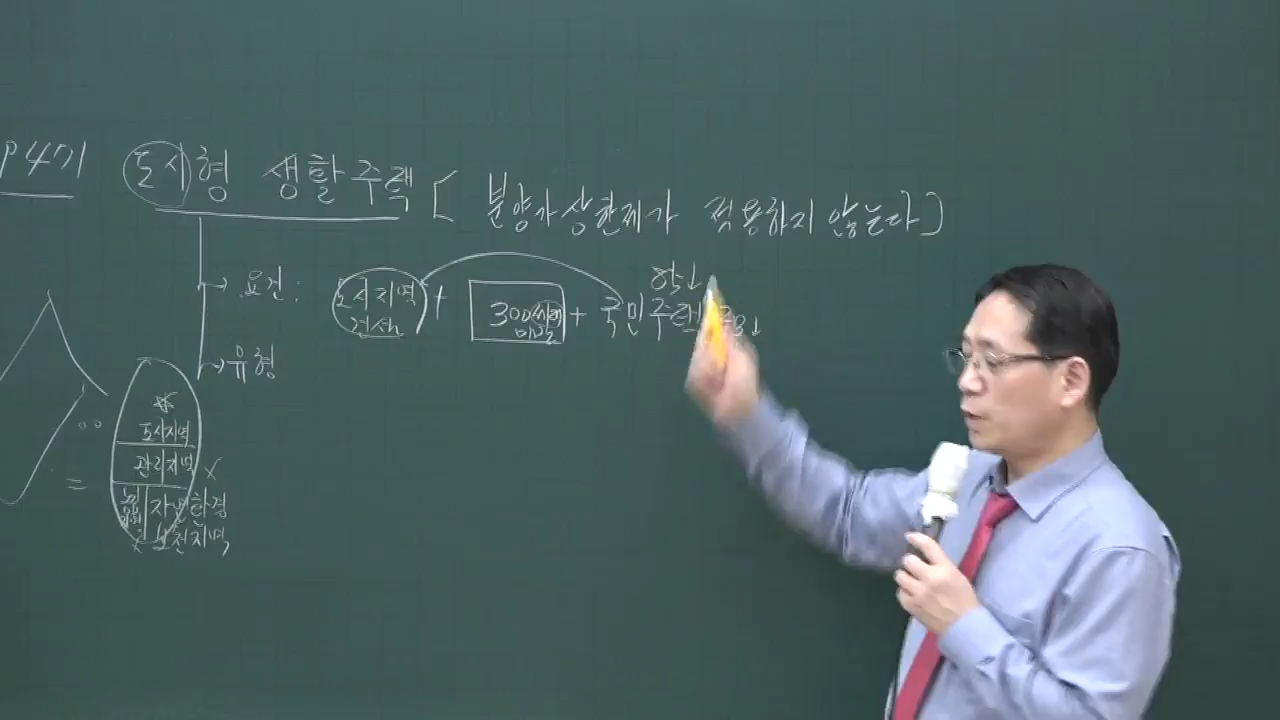 P471
도시형 생활주택 [ 분양가상한제가 적용하지 않는다 ]
→ 요건 : 도시지역 건설 + 300세대 미만 + 국민주택규모↓
→ 유형
도시지역
관리지역 ×
자연환경
보전지역